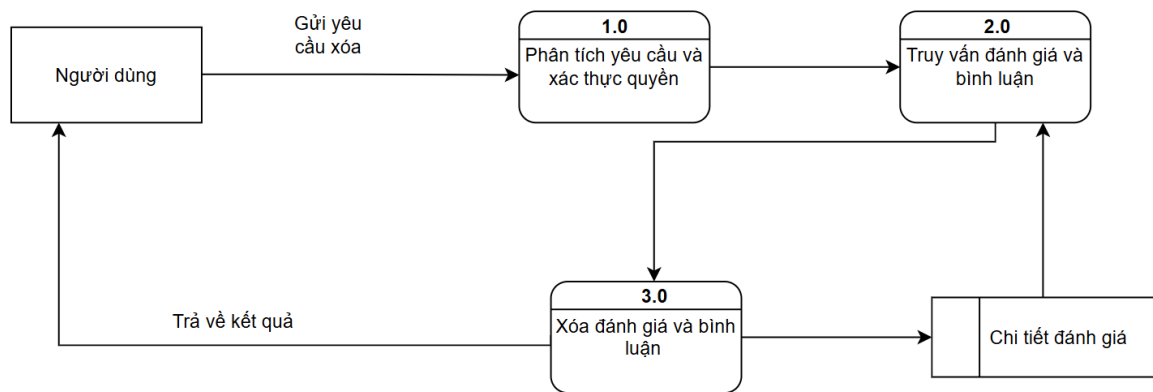 Gửi yêu
cầu xóa
Người dùng
1.0
Phân tích yêu cầu và
xác thực quyền
2.0
Truy vấn đánh giá và
bình luận
3.0
Xóa đánh giá và bình
luận
Trả về kết quả
Chi tiết đánh giá